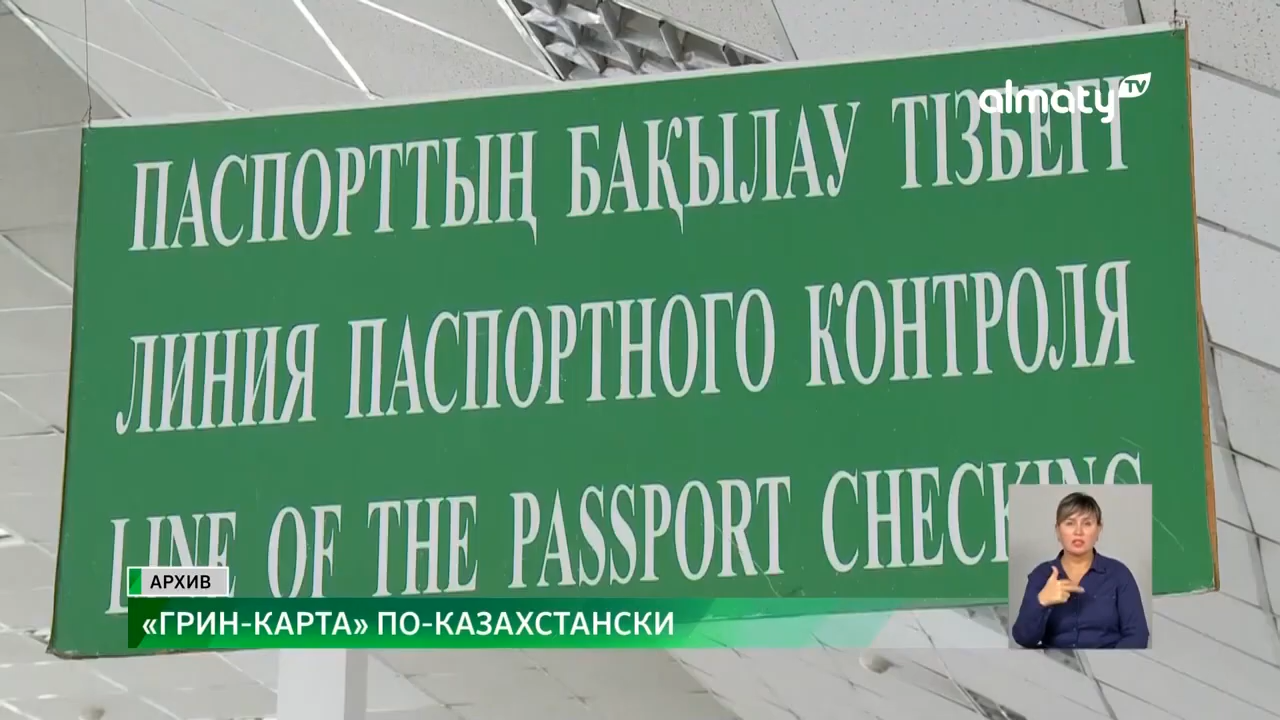 almaty TV
ПАСПОРТТЫҢ БАҚЫЛАУ ТІЗБЕГІ
ЛИНИЯ ПАСПОРТНОГО КОНТРОЛЯ
LINE OF THE PASSPORT CHECKING
АРХИВ
«ГРИН-КАРТА» ПО-КАЗАХСТАНСКИ